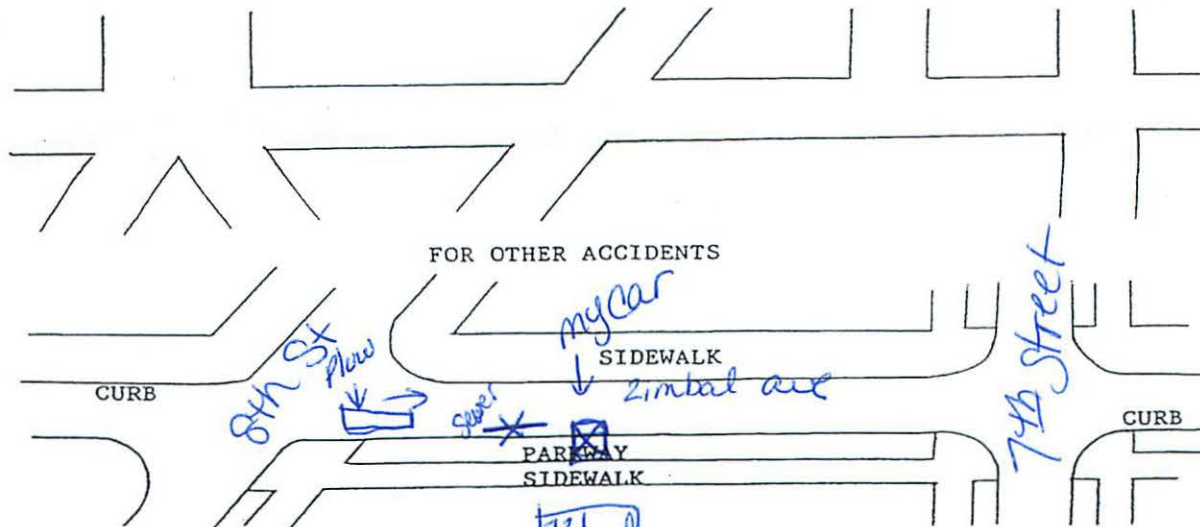 FOR OTHER ACCIDENTS
my car
8th St
Plow
SIDEWALK
7th Street
CURB
sewer
Zimbal ave
CURB
PARKWAY
SIDEWALK